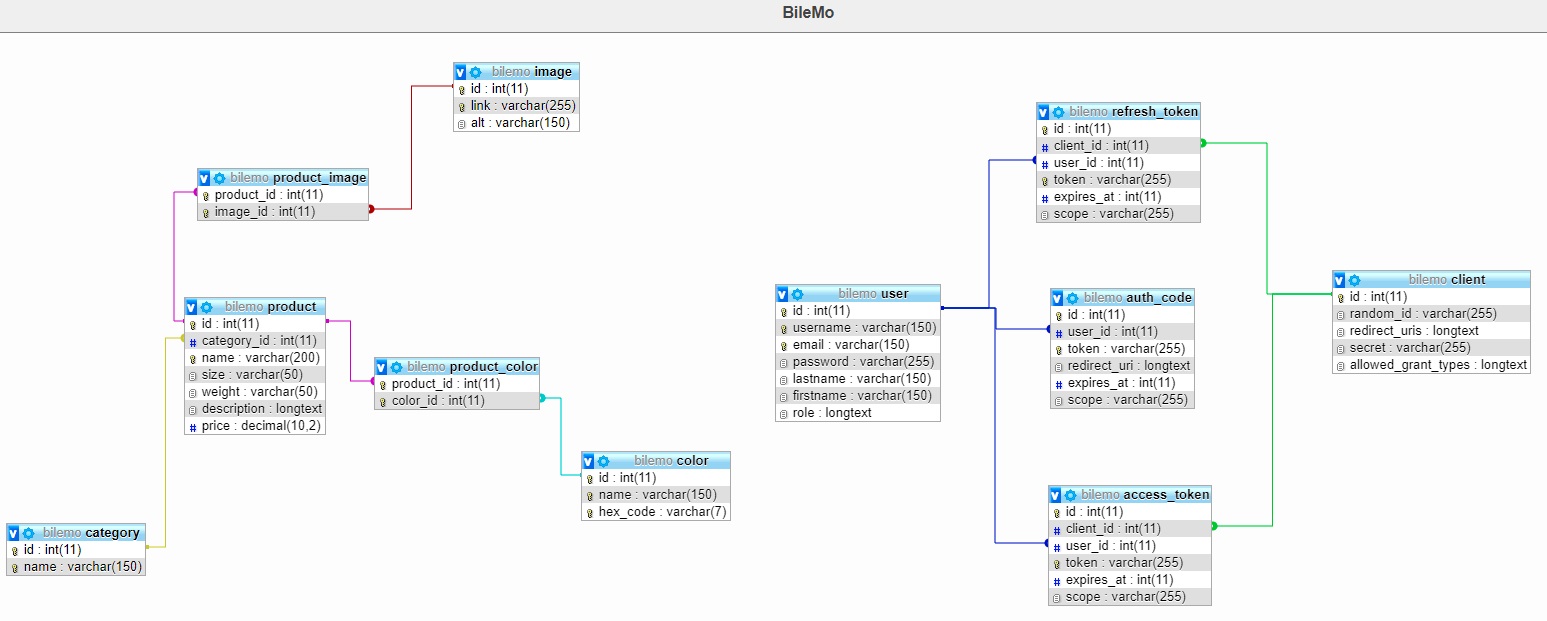 BileMo
bilemo image
id : int(11)
link : varchar(255)
alt : varchar(150)
bilemo product_image
product_id : int(11)
image_id : int(11)
bilemo product
id : int(11)
category_id : int(11)
name : varchar(200)
size : varchar(50)
weight : varchar(50)
description : longtext
price : decimal(10,2)
bilemo product_color
product_id : int(11)
color_id : int(11)
bilemo color
id : int(11)
name : varchar(150)
hex_code : varchar(7)
bilemo category
id : int(11)
name : varchar(150)
bilemo user
id : int(11)
username : varchar(150)
email : varchar(150)
password : varchar(255)
lastname : varchar(150)
firstname : varchar(150)
role : longtext
bilemo refresh_token
id : int(11)
client_id : int(11)
user_id : int(11)
token : varchar(255)
expires_at : int(11)
scope : varchar(255)
bilemo auth_code
id : int(11)
user_id : int(11)
token : varchar(255)
redirect_uri : longtext
expires_at : int(11)
scope : varchar(255)
bilemo access_token
id : int(11)
client_id : int(11)
user_id : int(11)
token : varchar(255)
expires_at : int(11)
scope : varchar(255)
bilemo client
id : int(11)
random_id : varchar(255)
redirect_uris : longtext
secret : varchar(255)
allowed_grant_types : longtext